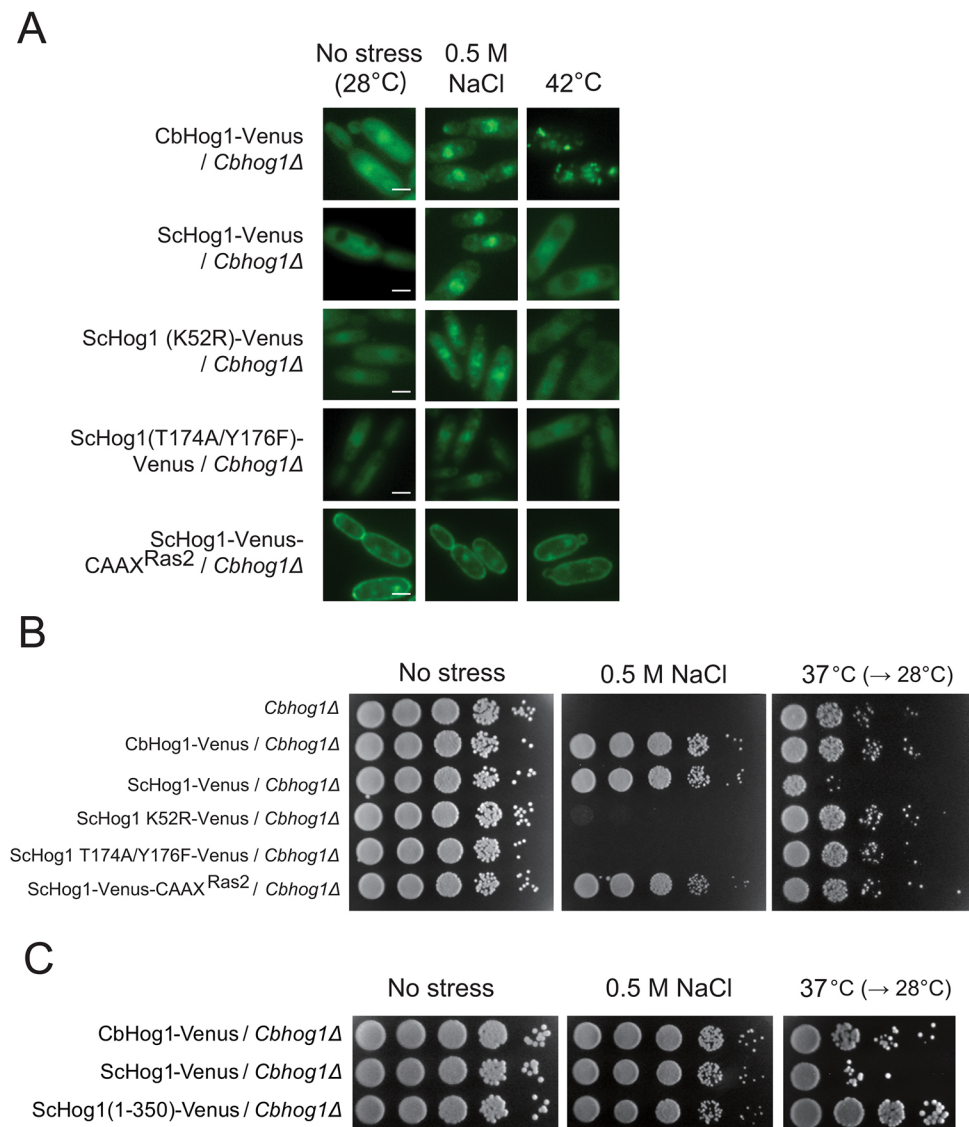 A
No stress
(28°C)
0.5 M
NaCl
42°C
CbHog1-Venus
/ Cbhog1Δ
ScHog1-Venus
/ Cbhog1Δ
ScHog1 (K52R)-Venus
/ Cbhog1Δ
ScHog1(T174A/Y176F)-
Venus / Cbhog1Δ
ScHog1-Venus-
CAAXRas2 / Cbhog1Δ
B
No stress
0.5 M NaCl
37°C (→ 28°C)
Cbhog1Δ
CbHog1-Venus / Cbhog1Δ
ScHog1-Venus / Cbhog1Δ
ScHog1 K52R-Venus / Cbhog1Δ
ScHog1 T174A/Y176F-Venus / Cbhog1Δ
ScHog1-Venus-CAAXRas2 / Cbhog1Δ
C
No stress
0.5 M NaCl
37°C (→ 28°C)
CbHog1-Venus / Cbhog1Δ
ScHog1-Venus / Cbhog1Δ
ScHog1(1-350)-Venus / Cbhog1Δ